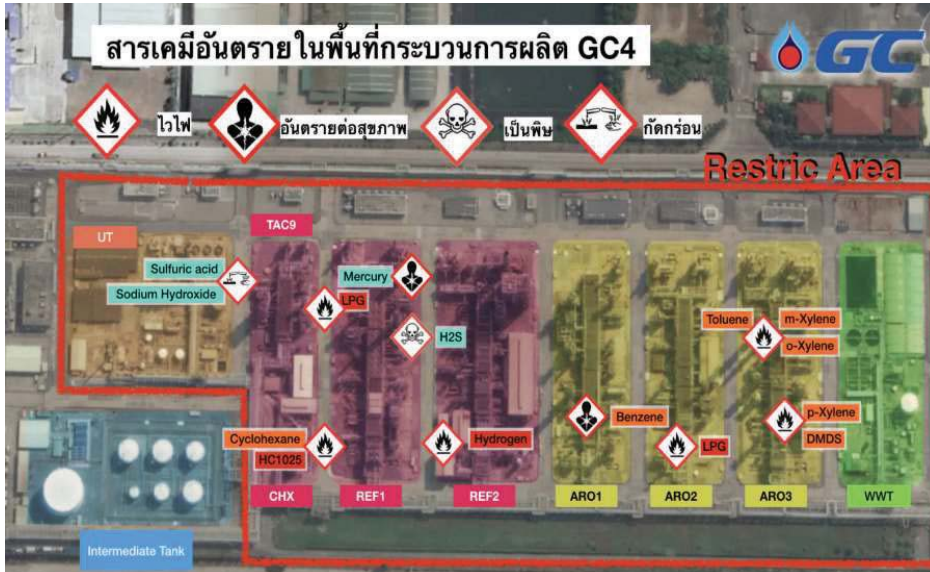 สารเคมีอันตรายในพื้นที่กระบวนการผลิต GC4
GC
ไวไฟ
อันตรายต่อสุขภาพ
เป็นพิษ
กัดกร่อน
Restric Area
UT
TAC9
Sulfuric acid
Sodium Hydroxide
Mercury
LPG
H2S
Toluene
m-Xylene
o-Xylene
Cyclohexane
HC1025
Hydrogen
Benzene
LPG
p-Xylene
DMDS
CHX
REF1
REF2
ARO1
ARO2
ARO3
WWT
Intermediate Tank